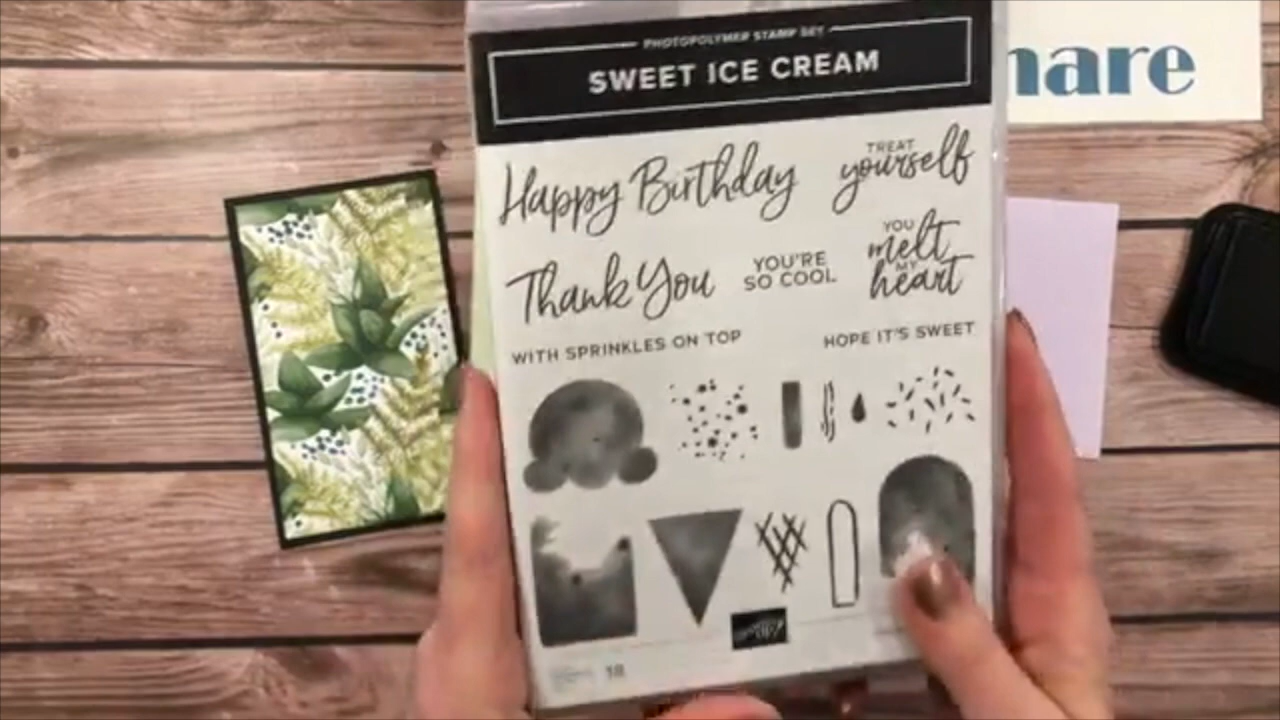 PHOTOPOLYMER STAMP SET
SWEET ICE CREAM
hare
Happy Birthday
TREAT
yourself
Thank You
YOU'RE
SO COOL
YOU
melt
MY
heart
WITH SPRINKLES ON TOP
HOPE IT'S SWEET
18